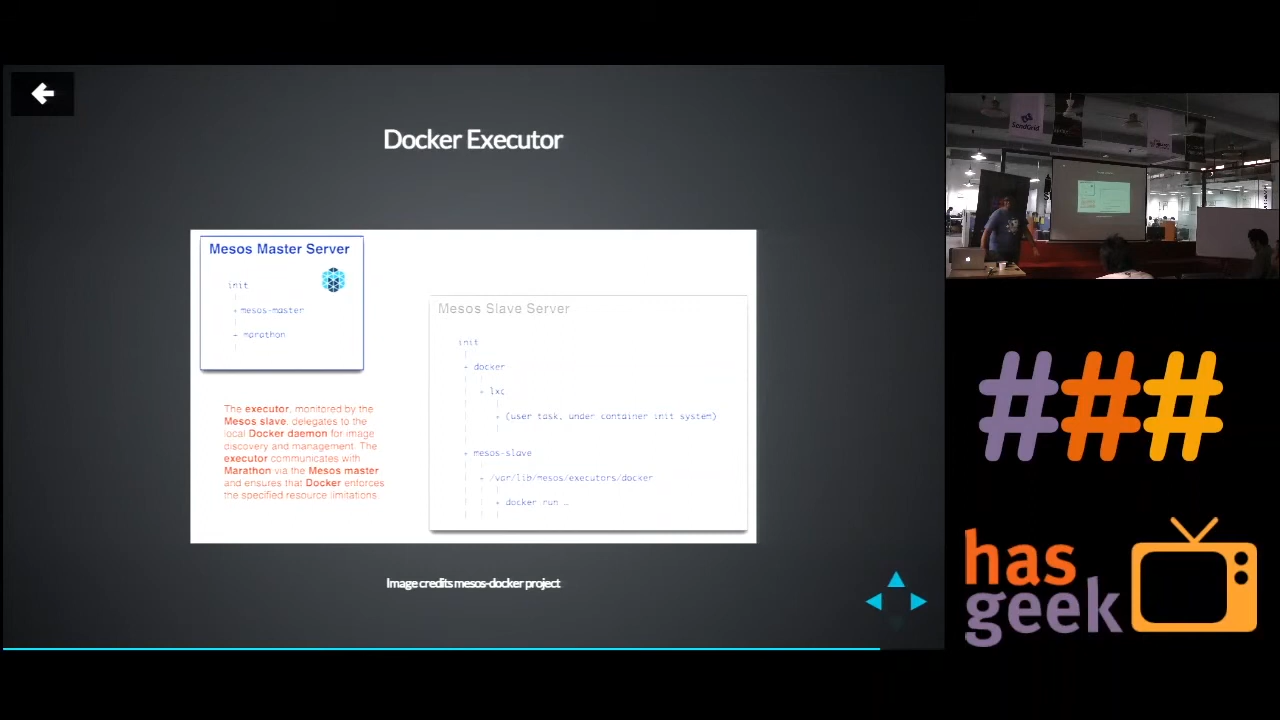 Docker Executor
Mesos Master Server
init
mesos-master
marathon
The executor, monitored by the
Mesos slave, delegates to the
local Docker daemon for image
discovery and management. The
executor communicates with
Marathon via the Mesos master
and ensures that Docker enforces
the specified resource limitations.
Mesos Slave Server
init
docker
lxc
(user task, under container init system)
mesos-slave
/var/lib/mesos/executors/docker
docker run …
Image credits mesos-docker project
SendGrid
###
has
geek